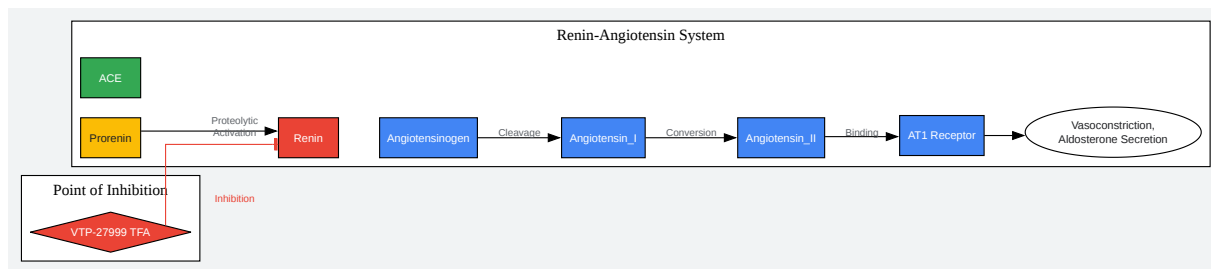 Renin-Angiotensin System
ACE
Prorenin
Proteolytic
Activation
Renin
Angiotensinogen
Cleavage
Angiotensin_I
Conversion
Angiotensin_II
Binding
AT1 Receptor
Vasoconstriction,
Aldosterone Secretion
Point of Inhibition
Inhibition
VTP-27999 TFA